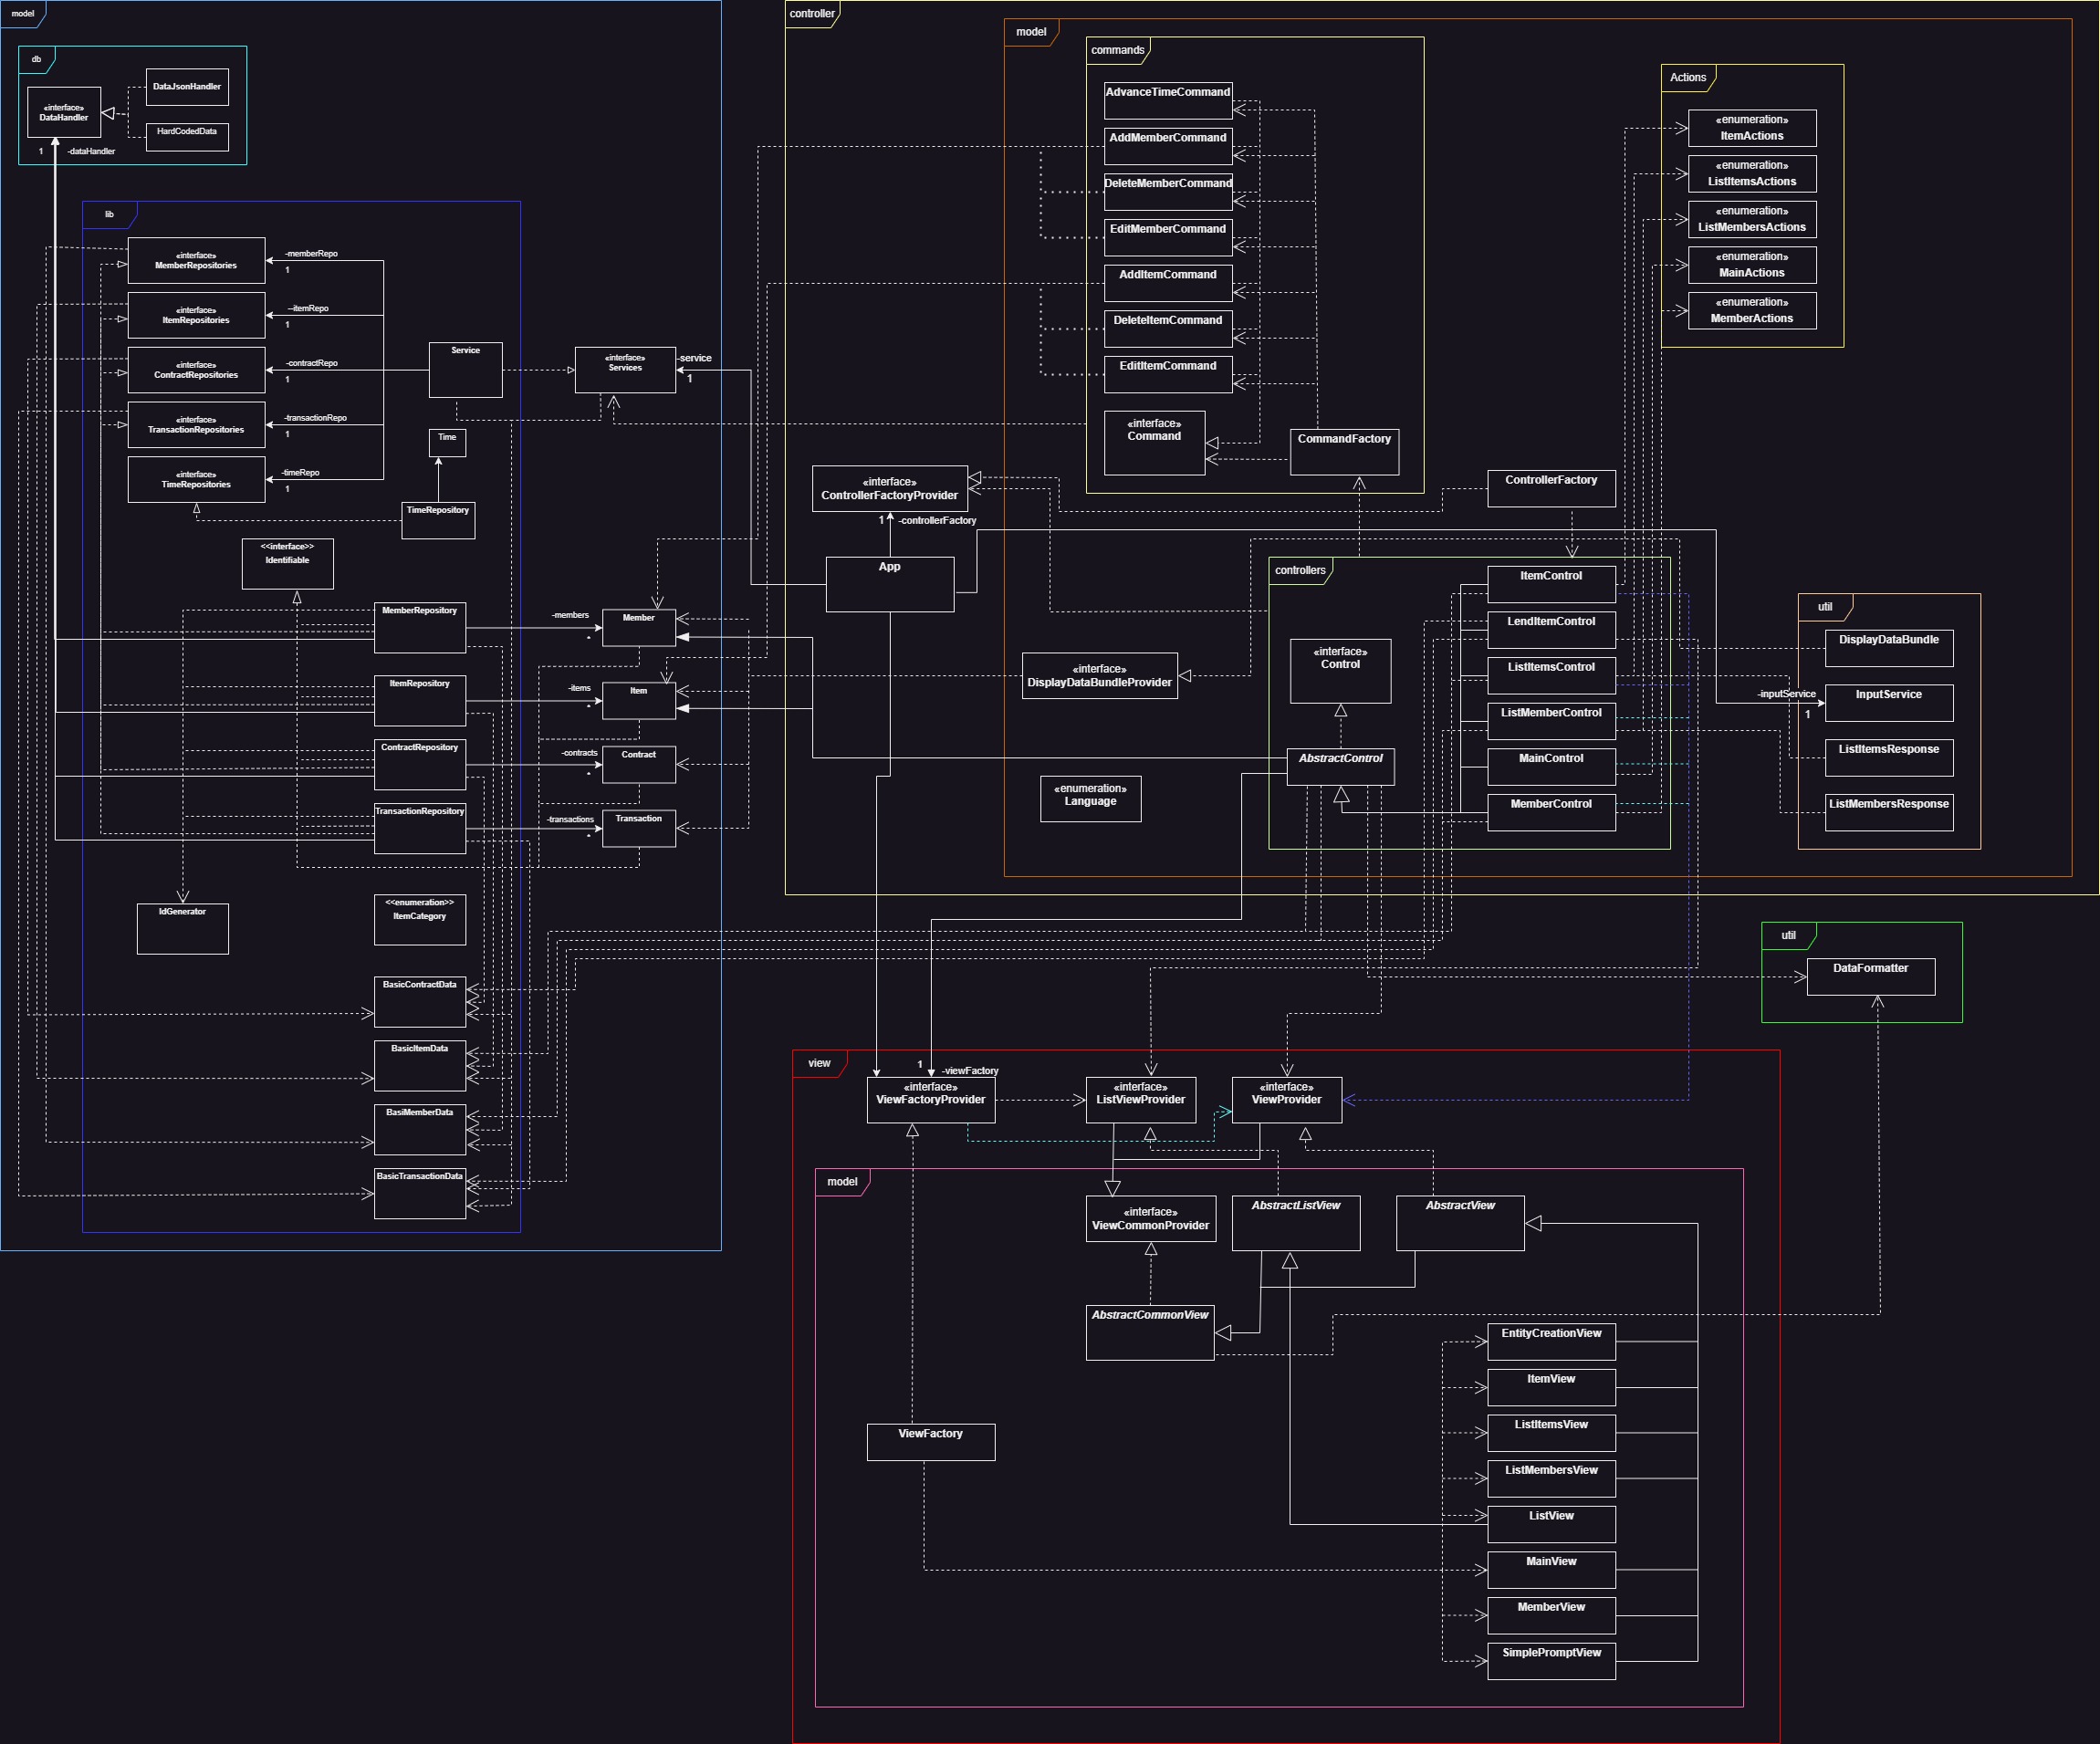 model
db
«interface»
DataHandler
DataJsonHandler
HardCodedData
1
-dataHandler
lib
«interface»
MemberRepositories
-memberRepo
1
«interface»
ItemRepositories
--itemRepo
1
«interface»
ContractRepositories
-contractRepo
1
«interface»
TransactionRepositories
-transactionRepo
1
«interface»
TimeRepositories
-timeRepo
1
Service
«interface»
Services
-service
1
Time
TimeRepository
<<interface>>
Identifiable
MemberRepository
-members
*
Member
ItemRepository
-items
*
Item
ContractRepository
-contracts
*
Contract
TransactionRepository
-transactions
*
Transaction
IdGenerator
<<enumeration>>
ItemCategory
BasicContractData
BasicItemData
BasiMemberData
BasicTransactionData
controller
model
commands
AdvanceTimeCommand
AddMemberCommand
DeleteMemberCommand
EditMemberCommand
AddItemCommand
DeleteItemCommand
EditItemCommand
«interface»
Command
CommandFactory
Actions
«enumeration»
ItemActions
«enumeration»
ListItemsActions
«enumeration»
ListMembersActions
«enumeration»
MainActions
«enumeration»
MemberActions
«interface»
ControllerFactoryProvider
1
-controllerFactory
App
ControllerFactory
controllers
ItemControl
LendItemControl
ListItemsControl
ListMemberControl
MainControl
MemberControl
«interface»
Control
AbstractControl
«interface»
DisplayDataBundleProvider
«enumeration»
Language
util
DisplayDataBundle
-inputService
1
InputService
ListItemsResponse
ListMembersResponse
util
DataFormatter
view
1
-viewFactory
«interface»
ViewFactoryProvider
«interface»
ListViewProvider
«interface»
ViewProvider
model
«interface»
ViewCommonProvider
AbstractListView
AbstractView
AbstractCommonView
ViewFactory
EntityCreationView
ItemView
ListItemsView
ListMembersView
ListView
MainView
MemberView
SimplePromptView